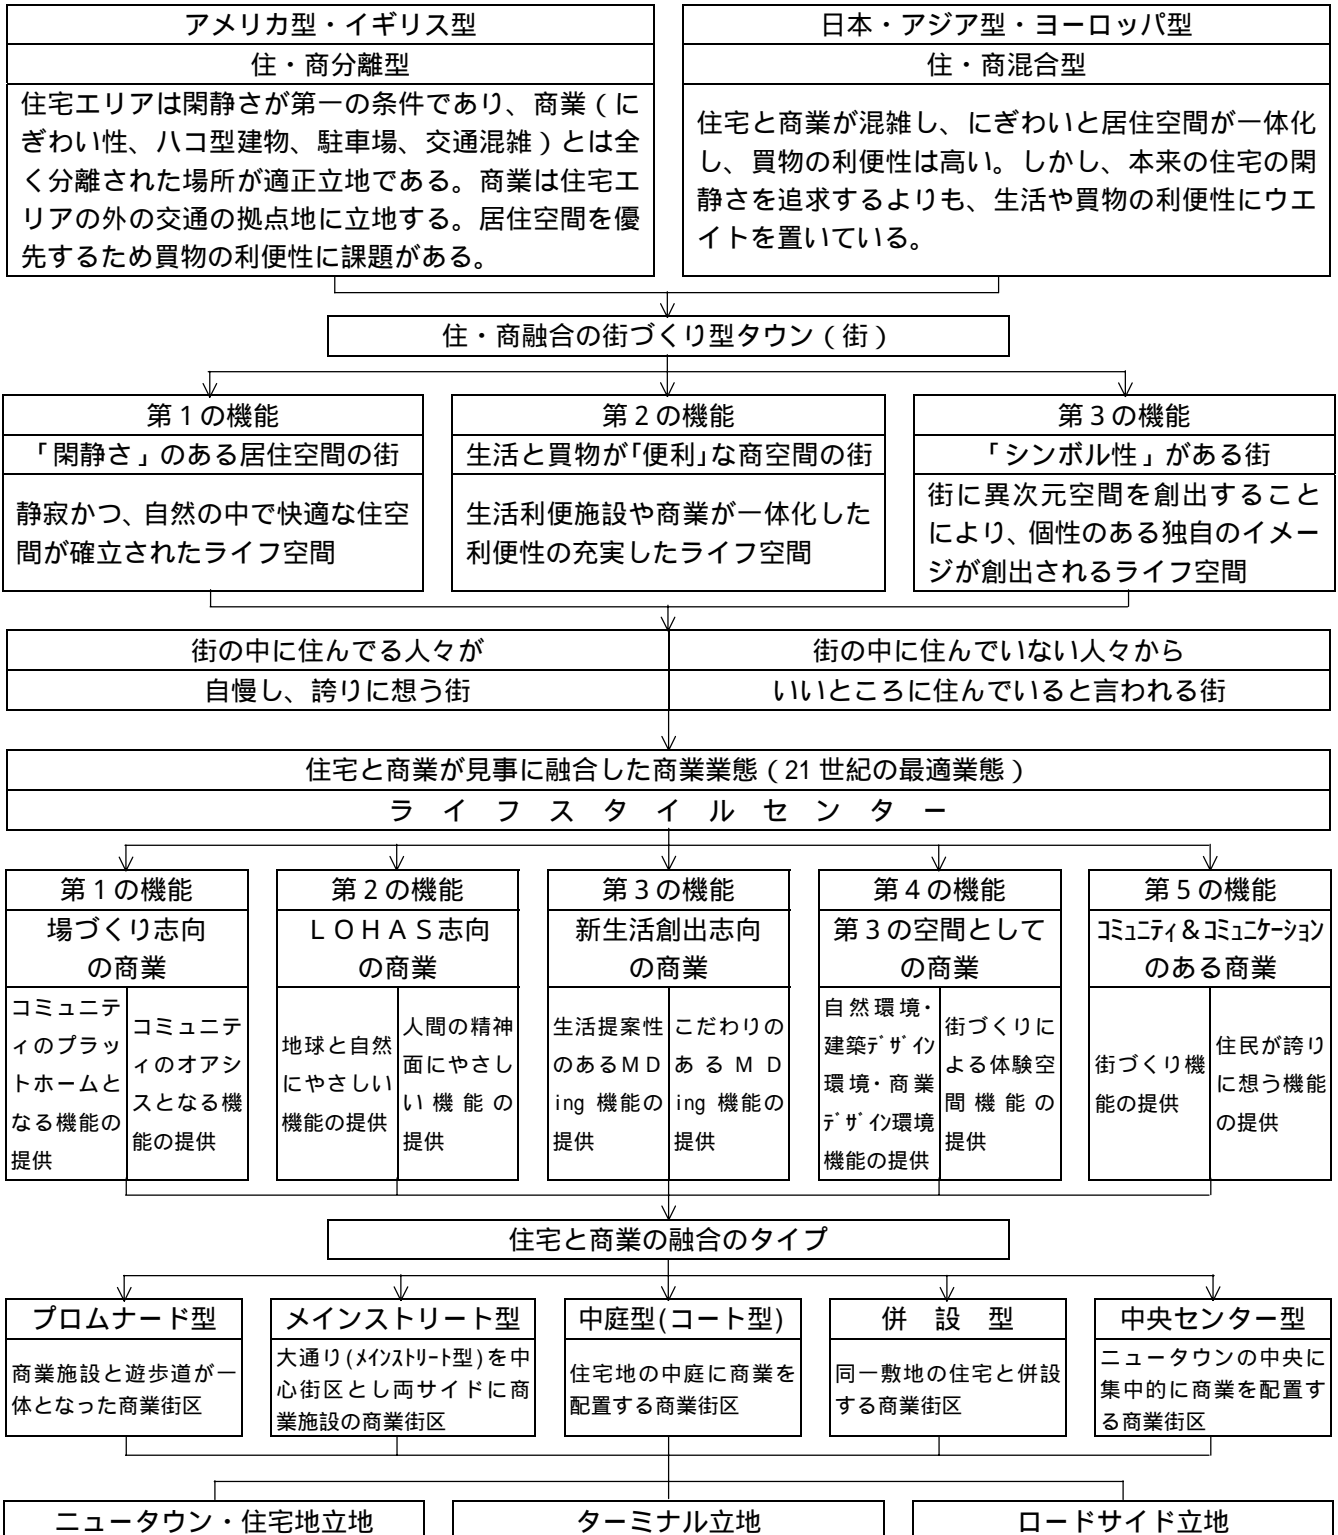 アメリカ型・イギリス型
住・商分離型
住宅エリアは閑静さが第一の条件であり、商業(に
ぎわい性、ハコ型建物、駐車場、交通混雑)とは全
く分離された場所が適正立地である。商業は住宅エ
リアの外の交通の拠点地に立地する。居住空間を優
先するため買物の利便性に課題がある。
日本・アジア型・ヨーロッパ型
住・商混合型
住宅と商業が混雑し、にぎわいと居住空間が一体化
し、買物の利便性は高い。しかし、本来の住宅の閑
静さを追求するよりも、生活や買物の利便性にウエ
イトを置いている。
住・商融合の街づくり型タウン(街)
第1の機能
「閑静さ」のある居住空間の街
静寂かつ、自然の中で快適な住空
間が確立されたライフ空間
第2の機能
生活と買物が「便利」な商空間の街
生活利便施設や商業が一体化した
利便性の充実したライフ空間
第3の機能
「シンボル性」がある街
街に異次元空間を創出すること
により、個性のある独自のイメー
ジが創出されるライフ空間
街の中に住んでる人々が
自慢し、誇りに想う街
街の中に住んでいない人々から
いいところに住んでいると言われる街
住宅と商業が見事に融合した商業業態(21世紀の最適業態)
ライフスタイルセンター
第1の機能
場づくり志向
の商業
コミュニテ
ィのプラッ
トホームと
なる機能の
提供
コミュニテ
ィのオアシ
スとなる機
能の提供
第2の機能
LOHAS志向
の商業
地球と自然
にやさしい
機能の提供
人間の精神
面にやさし
い機能の
提供
第3の機能
新生活創出志向
の商業
生活提案性
のあるMD
ing機能の
提供
こだわりの
あるMD
ing機能の
提供
第4の機能
第3の空間として
の商業
自然環境・
建築デザイン
環境・商業
デザイン環境
機能の提供
街づくりに
よる体験空
間機能の
提供
第5の機能
コミュニティ&コミュニケーション
のある商業
街づくり機
能の提供
住民が誇り
に想う機能
の提供
住宅と商業の融合のタイプ
プロムナード型
商業施設と遊歩道が一
体となった商業街区
メインストリート型
大通り(メインストリート型)を中
心街区とし両サイドに商
業施設の商業街区
中庭型(コート型)
住宅地の中庭に商業を
配置する商業街区
併設型
同一敷地の住宅と併設
する商業街区
中央センター型
ニュータウンの中央に
集中的に商業を配置す
る商業街区
ニュータウン・住宅地立地
ターミナル立地
ロードサイド立地